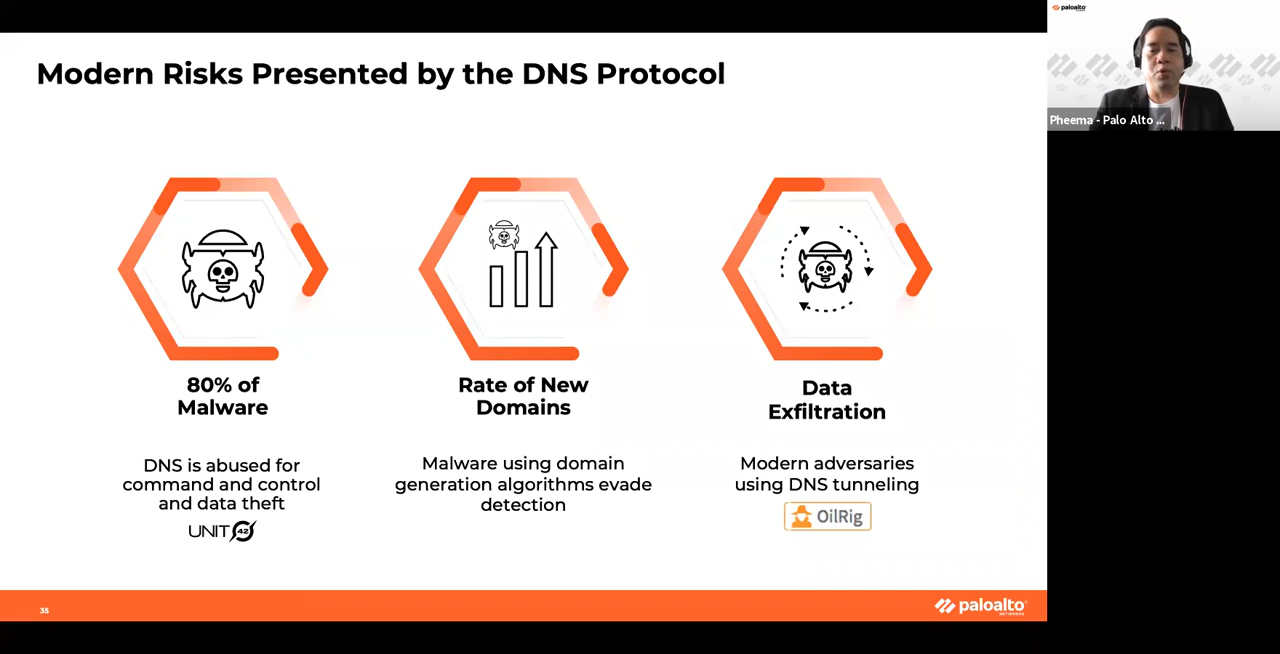 Modern Risks Presented by the DNS Protocol
paloalto
Pheema - Palo Alto ...
80% of
Malware
DNS is abused for
command and control
and data theft
UNIT 42
Rate of New
Domains
Malware using domain
generation algorithms evade
detection
Data
Exfiltration
Modern adversaries
using DNS tunneling
OilRig
35
paloalto
NETWORKS